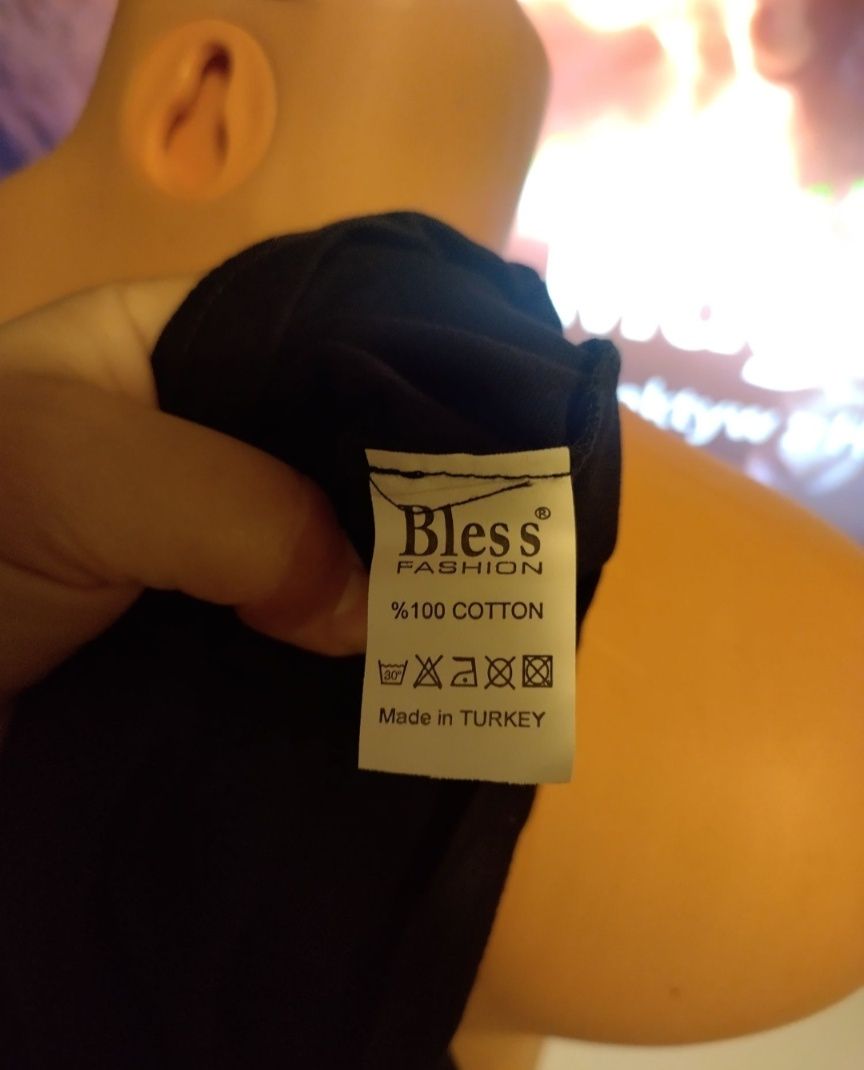 Bless®
FASHION
%100 COTTON
30°
Made in TURKEY